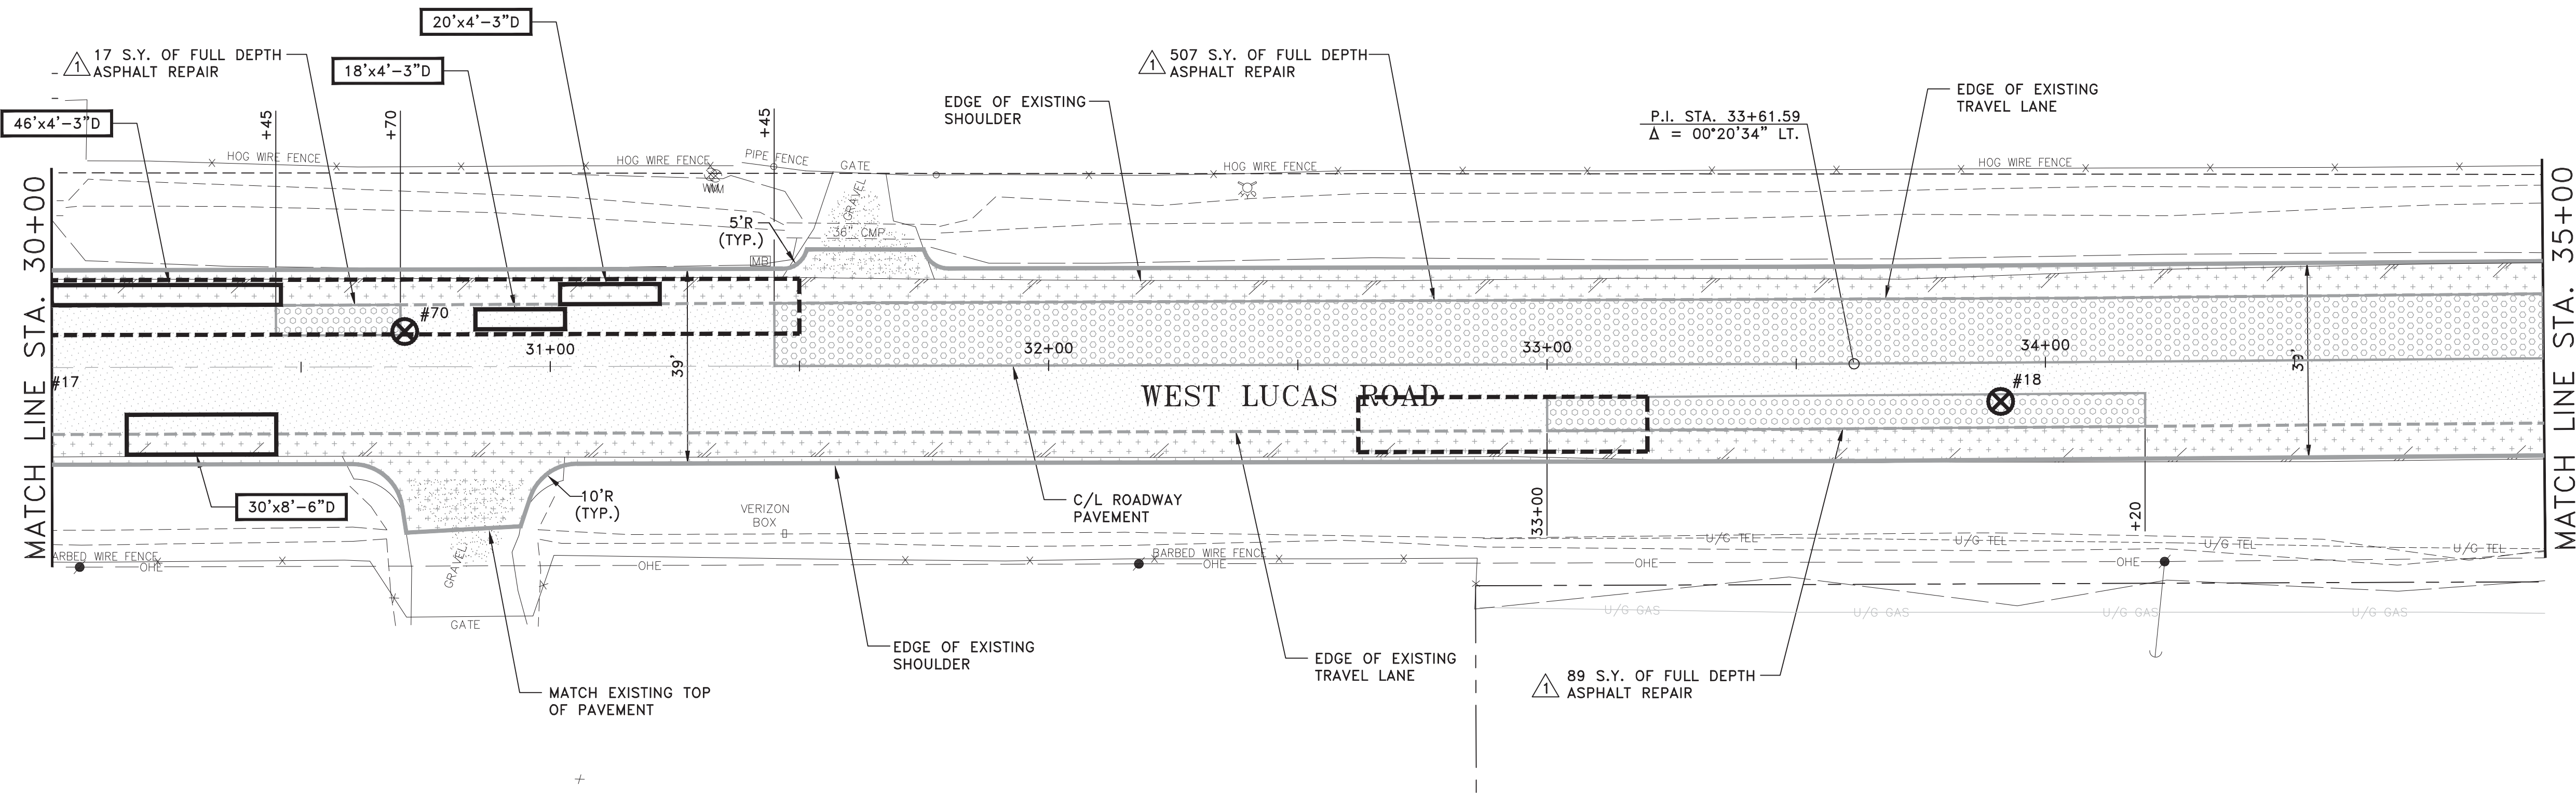 20'x4'-3"D
1 17 S.Y. OF FULL DEPTH
ASPHALT REPAIR
18'x4'-3"D
46'x4'-3"D
+45
+70
+45
1 507 S.Y. OF FULL DEPTH
ASPHALT REPAIR
EDGE OF EXISTING
SHOULDER
P.I. STA. 33+61.59
Δ = 00°20'34" LT.
EDGE OF EXISTING
TRAVEL LANE
HOG WIRE FENCE
HOG WIRE FENCE
PIPE FENCE
GATE
HOG WIRE FENCE
HOG WIRE FENCE
GRAVEL
36" CMP
5'R
(TYP.)
MB
MATCH LINE STA. 30+00
MATCH LINE STA. 35+00
#70
31+00
32+00
33+00
34+00
39'
39'
#17
#18
WEST LUCAS ROAD
30'x8'-6"D
10'R
(TYP.)
VERIZON
BOX
C/L ROADWAY
PAVEMENT
33+00
+20
ARBED WIRE FENCE
OHE
GRAVEL
OHE
BARBED WIRE FENCE
OHE
OHE
OHE
U/G TEL
U/G TEL
U/G TEL
U/G TEL
U/G GAS
U/G GAS
U/G GAS
U/G GAS
GATE
EDGE OF EXISTING
SHOULDER
EDGE OF EXISTING
TRAVEL LANE
MATCH EXISTING TOP
OF PAVEMENT
1 89 S.Y. OF FULL DEPTH
ASPHALT REPAIR